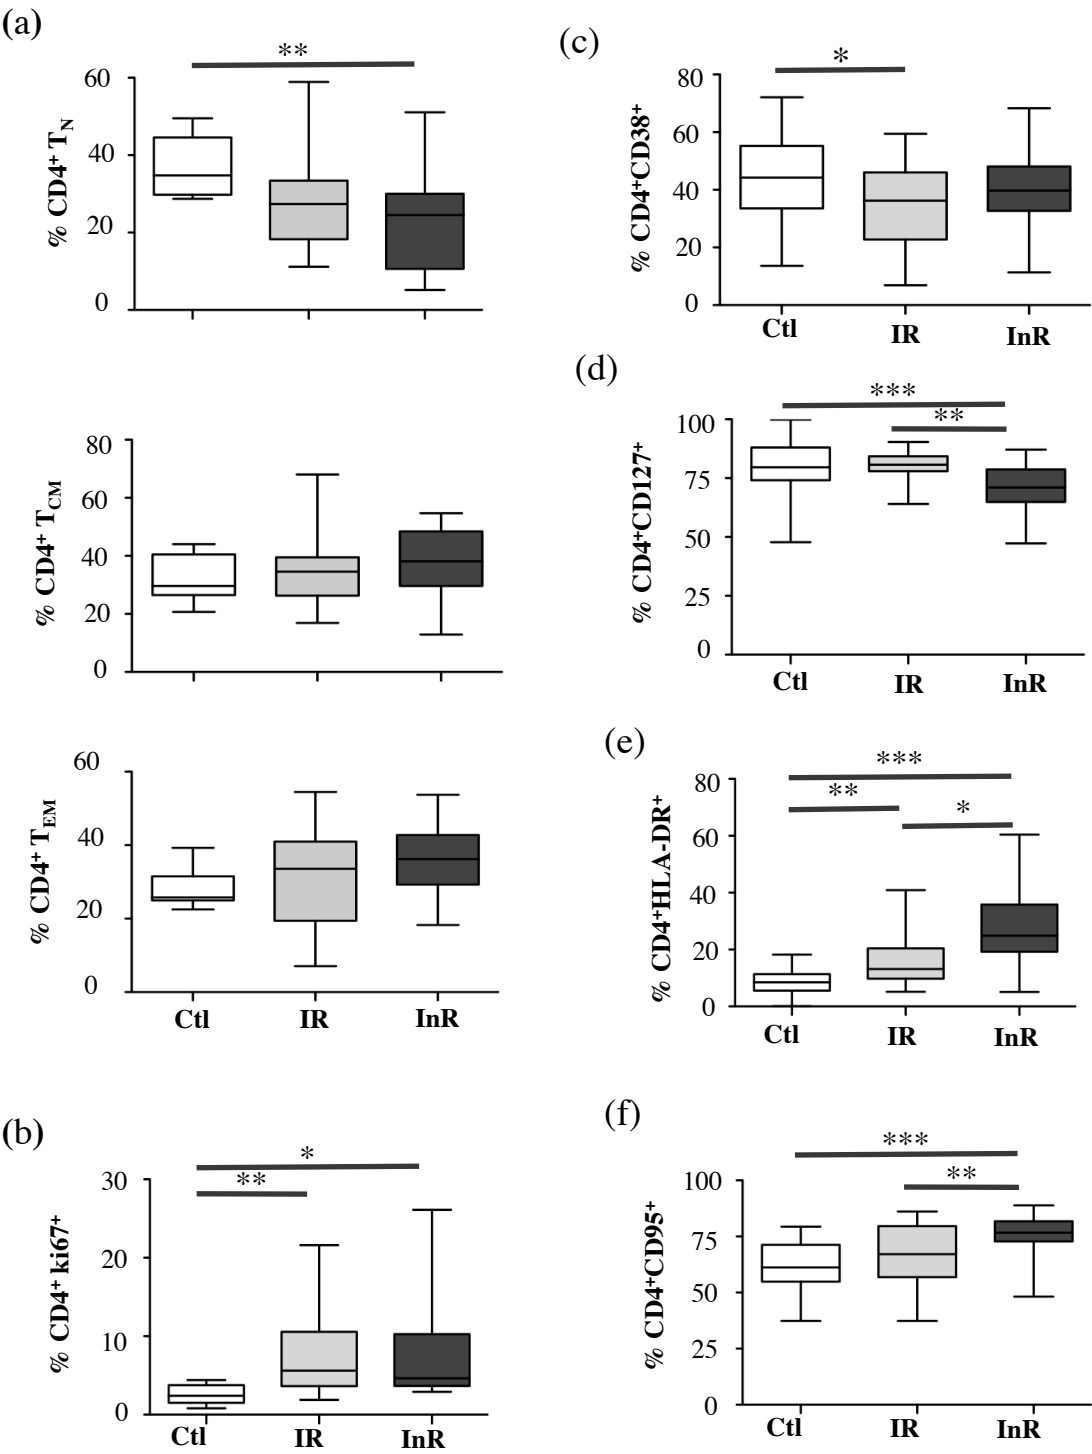 (a)
**
60
40
20
0
% CD4+ TN
80
60
40
20
0
% CD4+ TCM
60
40
20
0
% CD4+ TEM
Ctl IR InR
(b)
*
**
30
20
10
0
% CD4+ ki67+
Ctl IR InR
(c)
*
80
60
40
20
0
% CD4+CD38+
Ctl IR InR
(d)
***
**
100
75
50
25
0
% CD4+CD127+
Ctl IR InR
(e)
***
**
*
80
60
40
20
0
% CD4+HLA-DR+
Ctl IR InR
(f)
***
**
100
75
50
25
0
% CD4+CD95+
Ctl IR InR